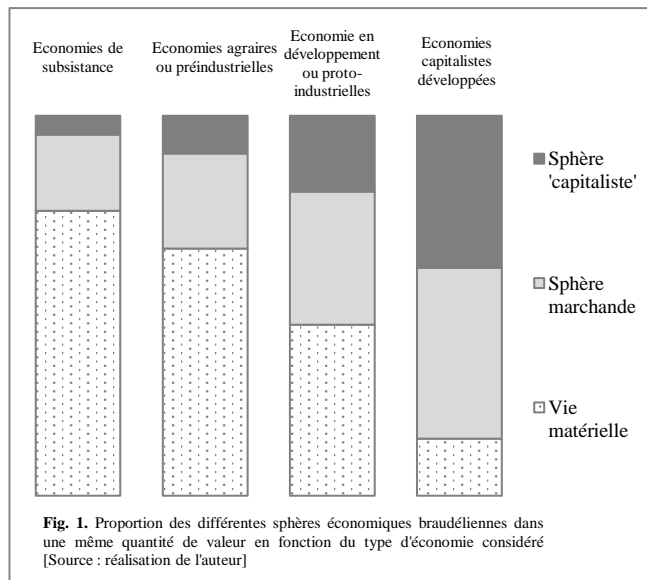 Economies de
subsistance
Economies agraires
ou préindustrielles
Economie en
développement
ou proto-
industrielles
Economies
capitalistes
développées
Sphère
'capitaliste'
Sphère
marchande
Vie
matérielle
Fig. 1. Proportion des différentes sphères économiques braudéliennes dans
une même quantité de valeur en fonction du type d'économie considéré
[Source : réalisation de l'auteur]